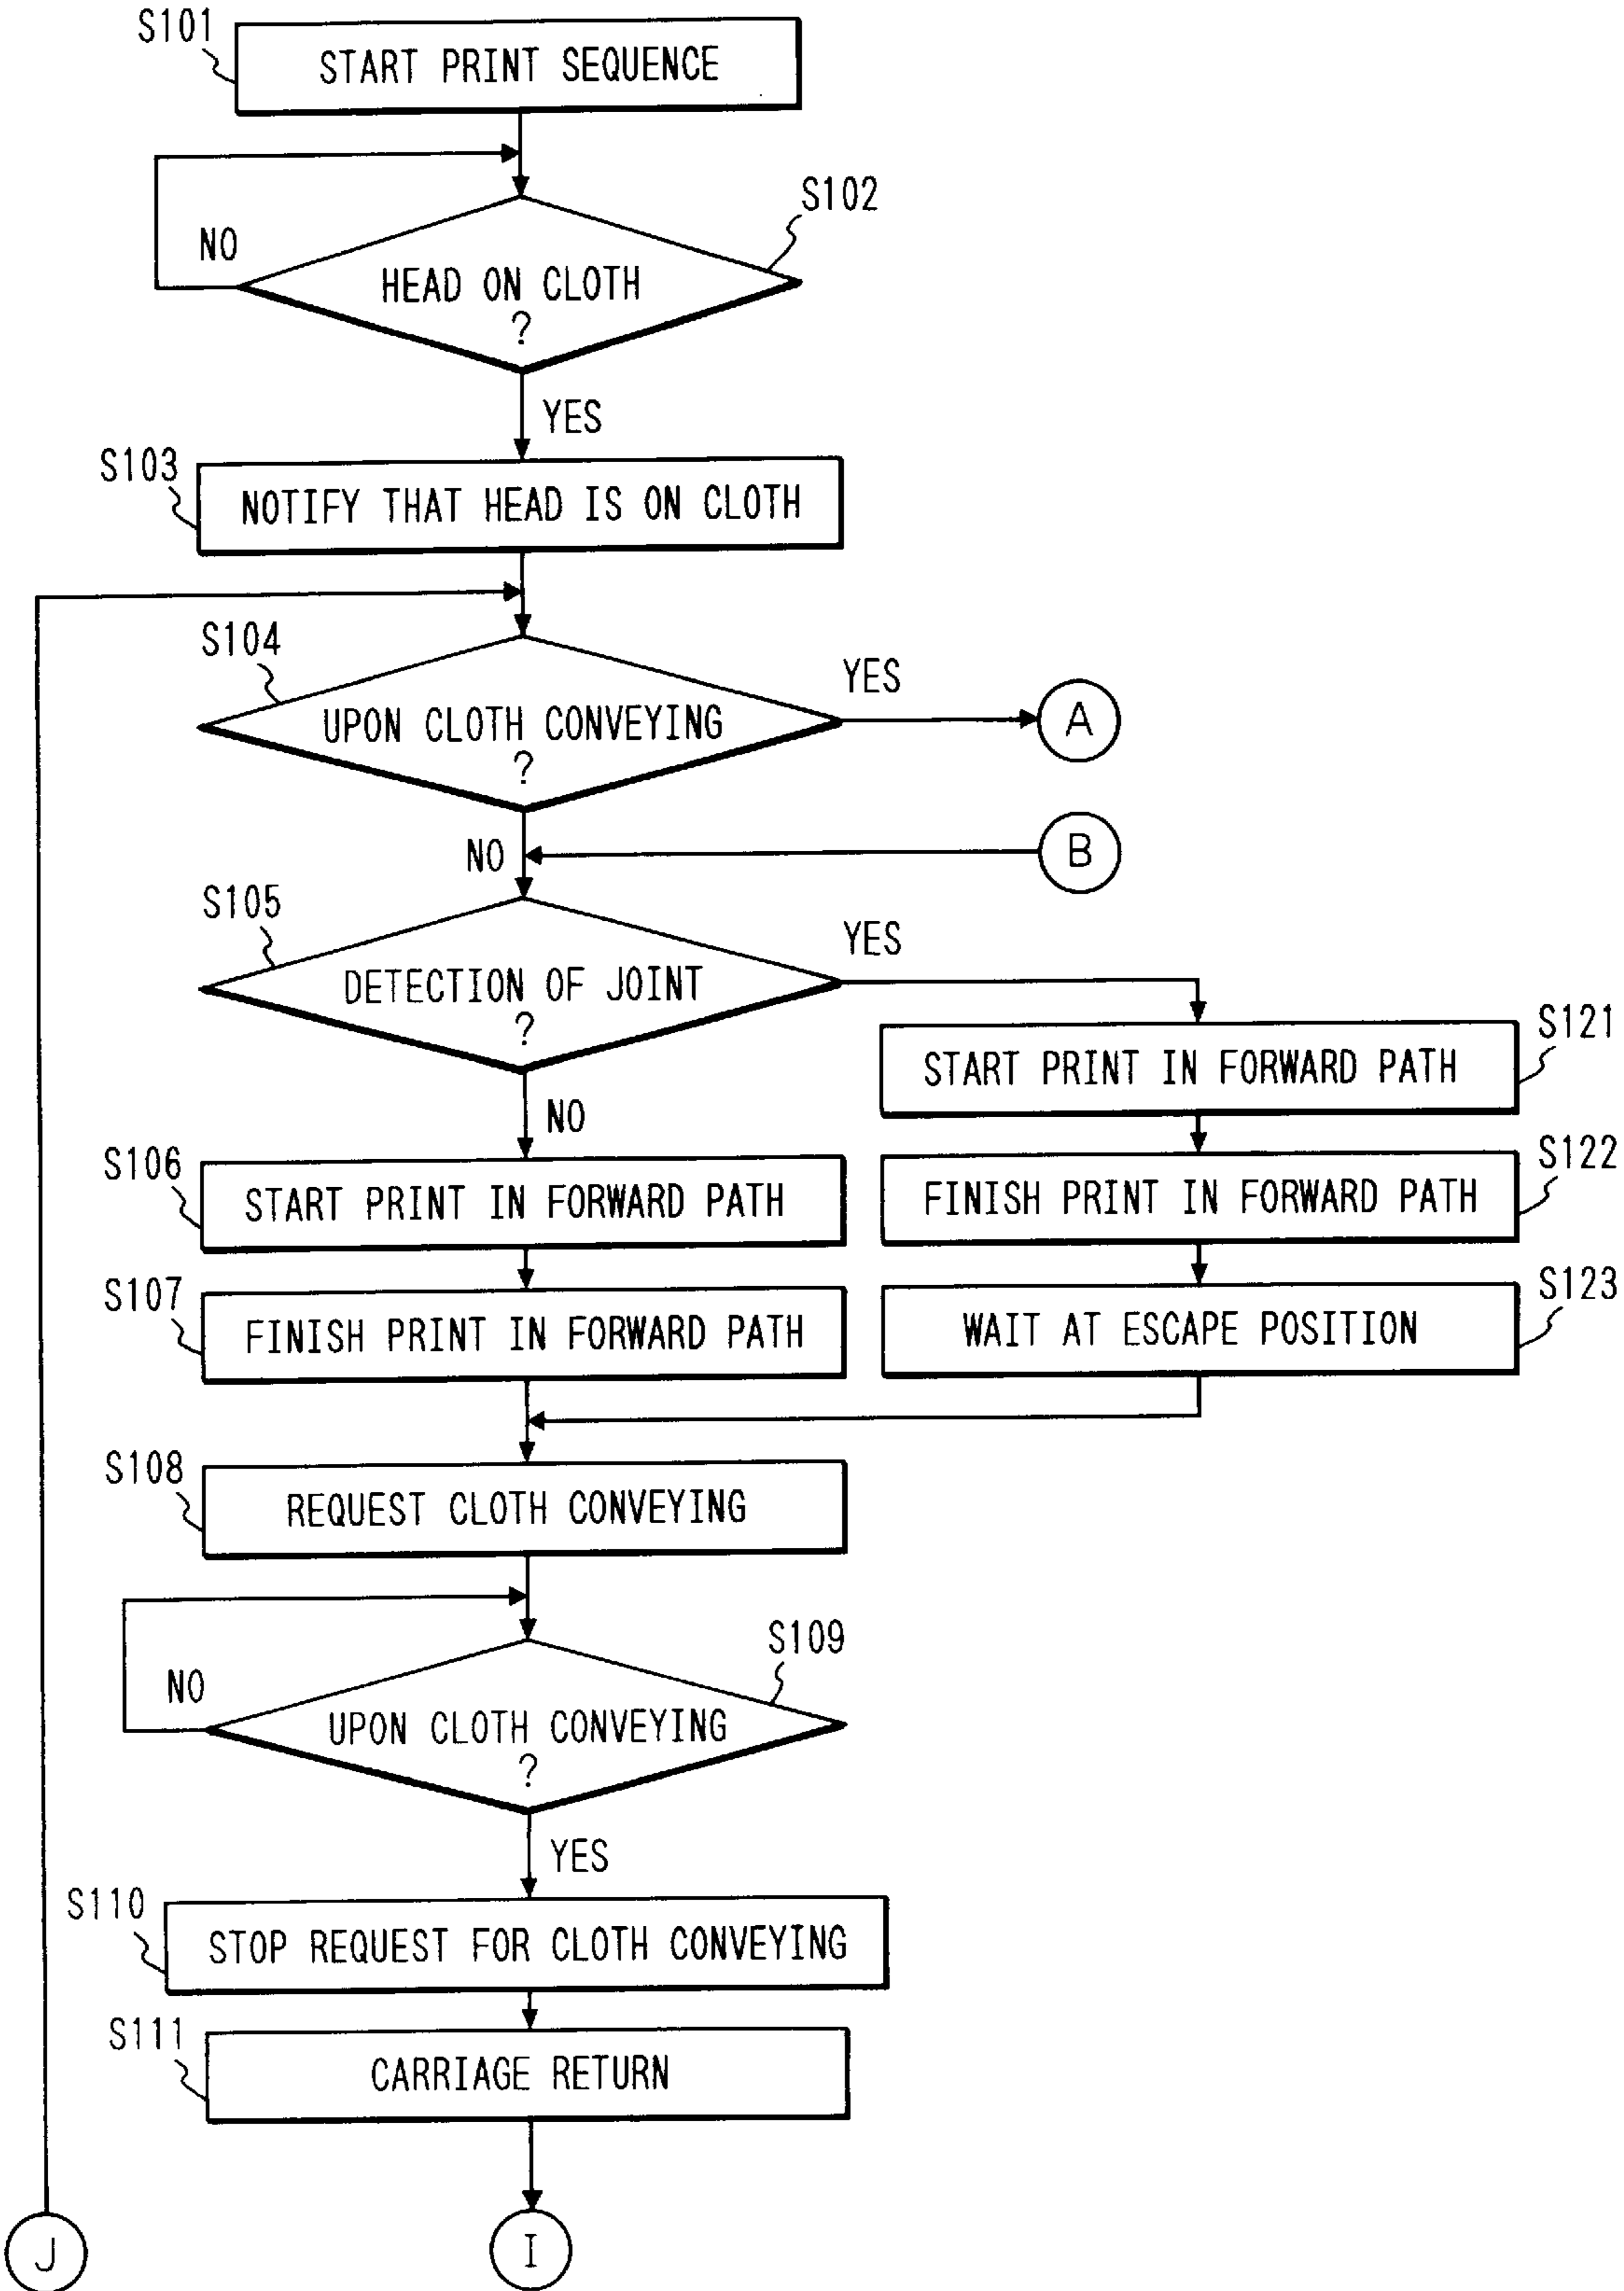 S101
START PRINT SEQUENCE
S102
NO
HEAD ON CLOTH
?
YES
S103
NOTIFY THAT HEAD IS ON CLOTH
S104
YES
UPON CLOTH CONVEYING
?
A
NO
B
S105
YES
DETECTION OF JOINT
?
S121
START PRINT IN FORWARD PATH
NO
S106
START PRINT IN FORWARD PATH
S122
FINISH PRINT IN FORWARD PATH
S107
FINISH PRINT IN FORWARD PATH
S123
WAIT AT ESCAPE POSITION
S108
REQUEST CLOTH CONVEYING
S109
NO
UPON CLOTH CONVEYING
?
YES
S110
STOP REQUEST FOR CLOTH CONVEYING
S111
CARRIAGE RETURN
J
I